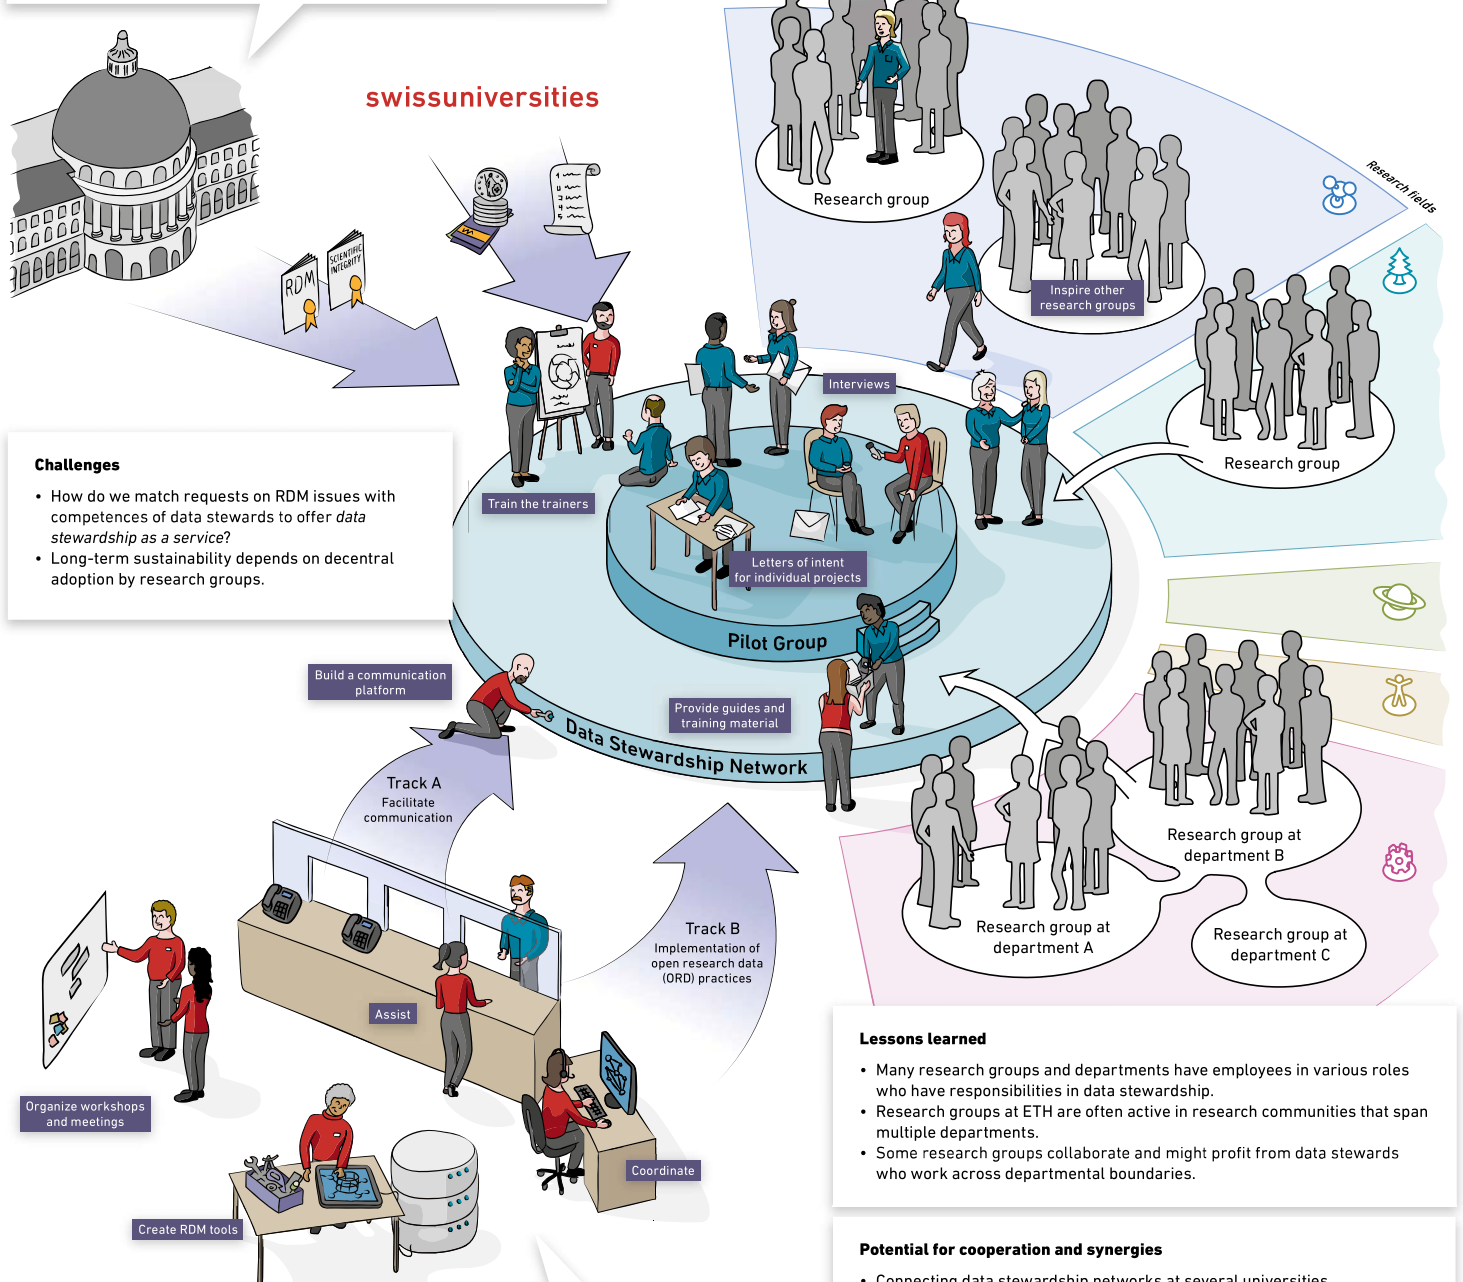 swissuniversities
Research group
Research fields
RDM
SCIENTIFIC
INTEGRITY
Inspire other
research groups
Interviews
Challenges
• How do we match requests on RDM issues with
competences of data stewards to offer data
stewardship as a service?
• Long-term sustainability depends on decentral
adoption by research groups.
Train the trainers
Research group
Letters of intent
for individual projects
Pilot Group
Build a communication
platform
Provide guides and
training material
Data Stewardship Network
Track A
Facilitate
communication
Research group at
department B
Research group at
department A
Research group at
department C
Track B
Implementation of
open research data
(ORD) practices
Assist
Organize workshops
and meetings
Coordinate
Create RDM tools
Lessons learned
• Many research groups and departments have employees in various roles
who have responsibilities in data stewardship.
• Research groups at ETH are often active in research communities that span
multiple departments.
• Some research groups collaborate and might profit from data stewards
who work across departmental boundaries.
Potential for cooperation and synergies
• Connecting data stewardship networks at several universities